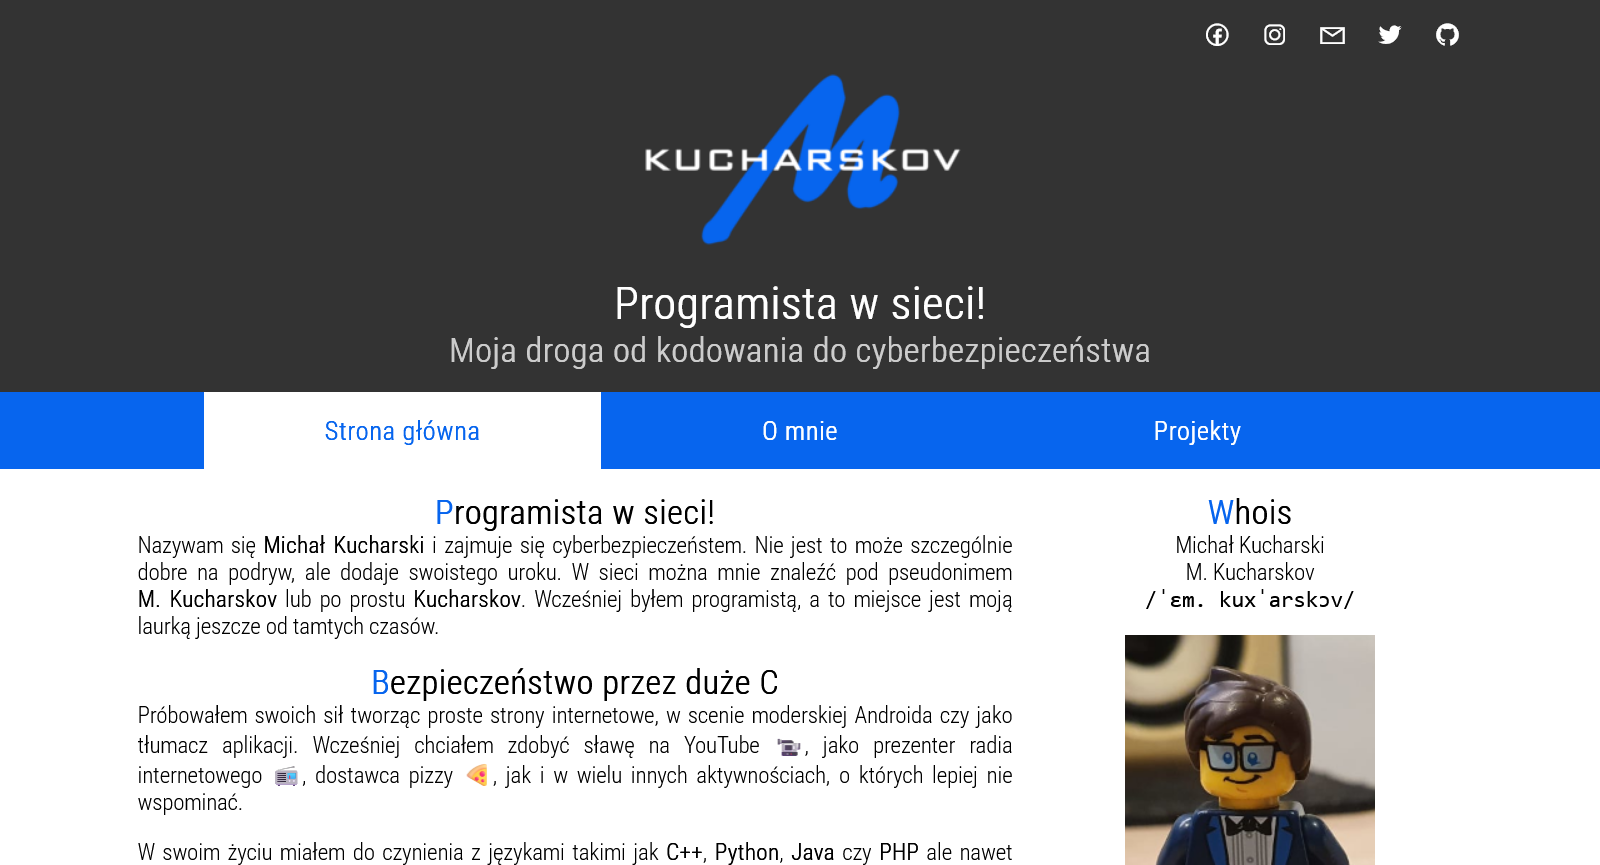 KUCHARSKOV
Programista w sieci!
Moja droga od kodowania do cyberbezpieczeństwa
Strona główna
O mnie
Projekty
Programista w sieci!
Nazywam się Michał Kucharski i zajmuje się cyberbezpieczeństem. Nie jest to może szczególnie
dobre na podryw, ale dodaje swoistego uroku. W sieci można mnie znaleźć pod pseudonimem
M. Kucharskov lub po prostu Kucharskov. Wcześniej byłem programistą, a to miejsce jest moją
laurką jeszcze od tamtych czasów.
Bezpieczeństwo przez duże C
Próbowałem swoich sił tworząc proste strony internetowe, w scenie moderskiej Androida czy jako
tłumacz aplikacji. Wcześniej chciałem zdobyć sławę na YouTube 📹, jako prezenter radia
internetowego 📻, dostawca pizzy 🍕, jak i w wielu innych aktywnościach, o których lepiej nie
wspominać.
W swoim życiu miałem do czynienia z językami takimi jak C++, Python, Java czy PHP ale nawet
Whois
Michał Kucharski
M. Kucharskov
/ˈɛm. kuxˈarskɔv/